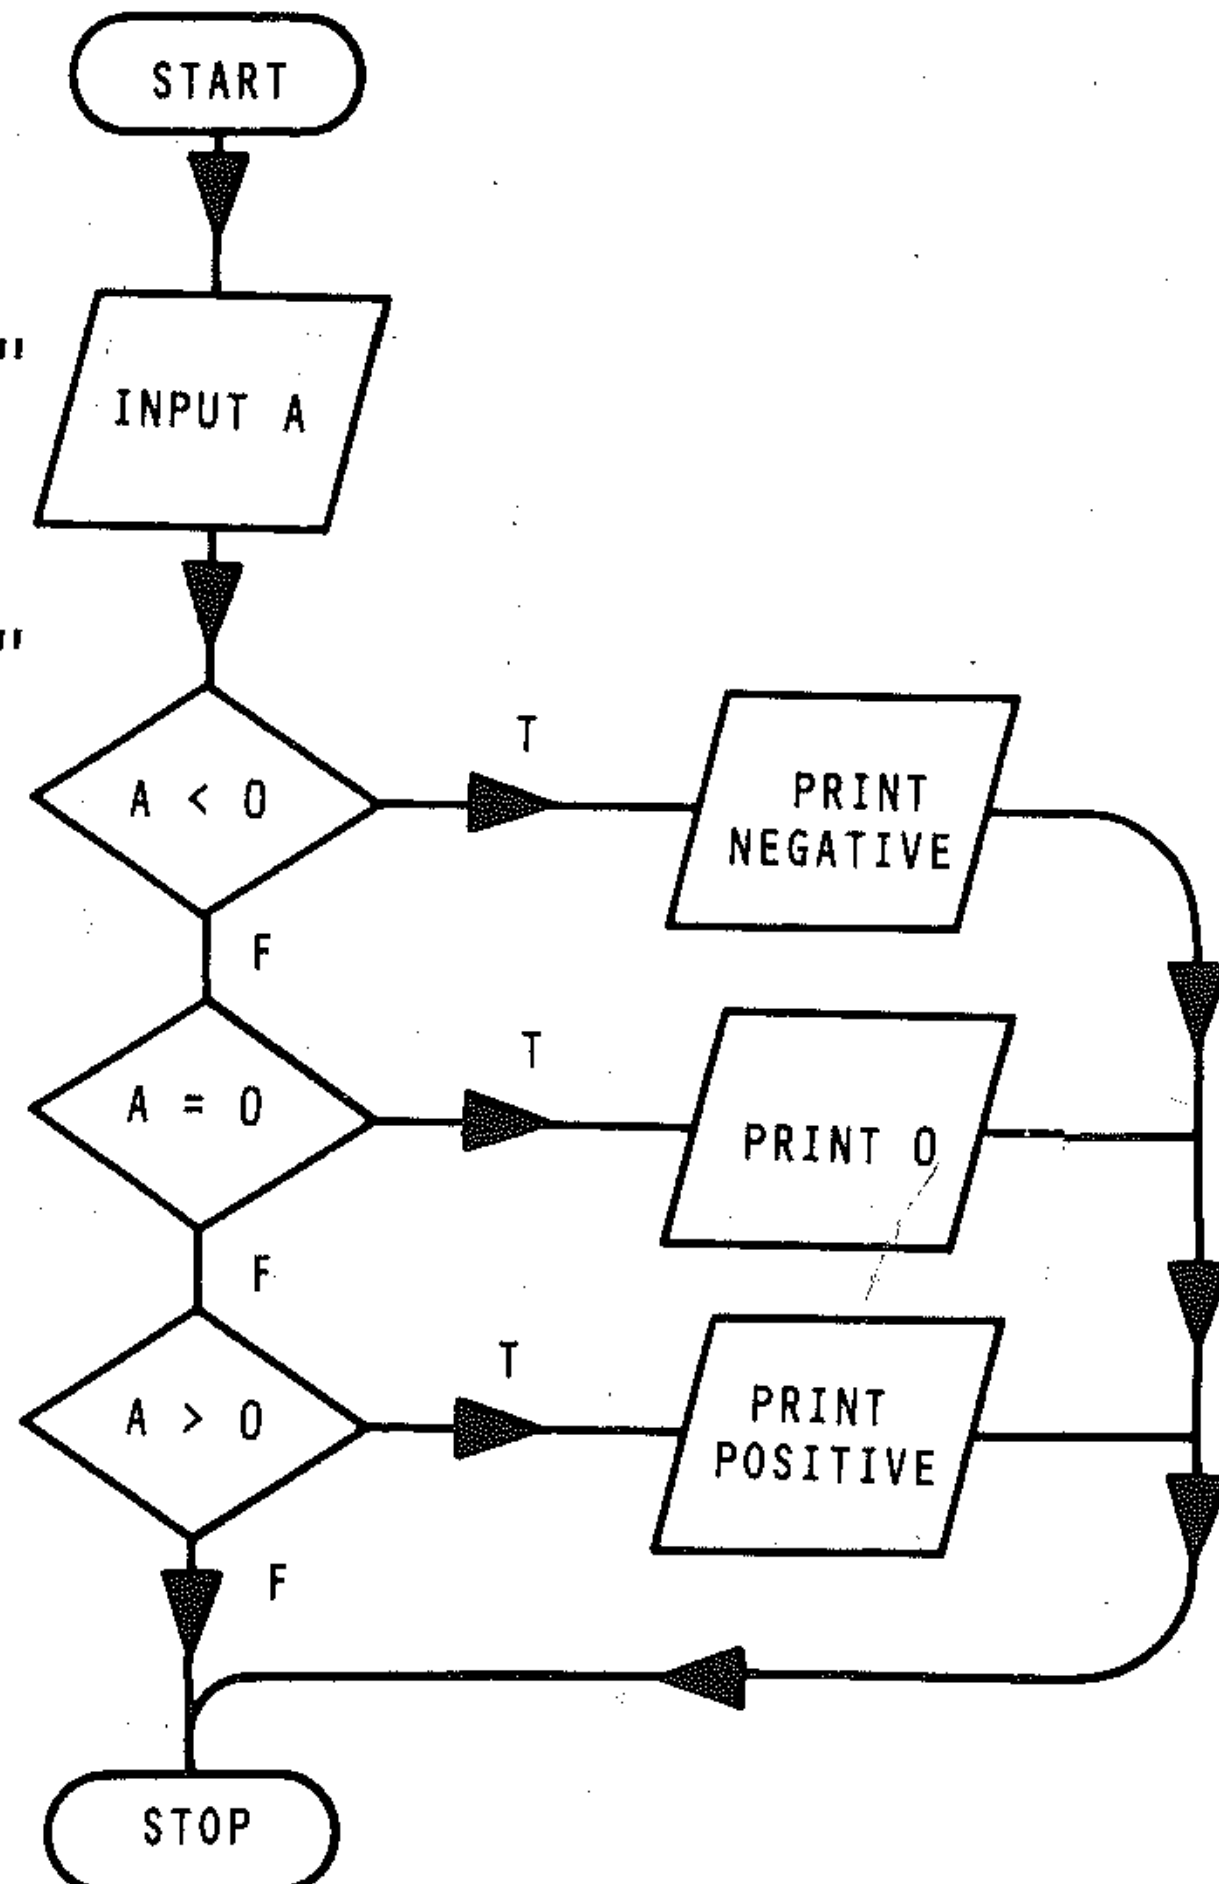 START
"
INPUT A
"
A < 0
T
PRINT
NEGATIVE
F
A = 0
T
PRINT 0
F
A > 0
T
PRINT
POSITIVE
F
STOP